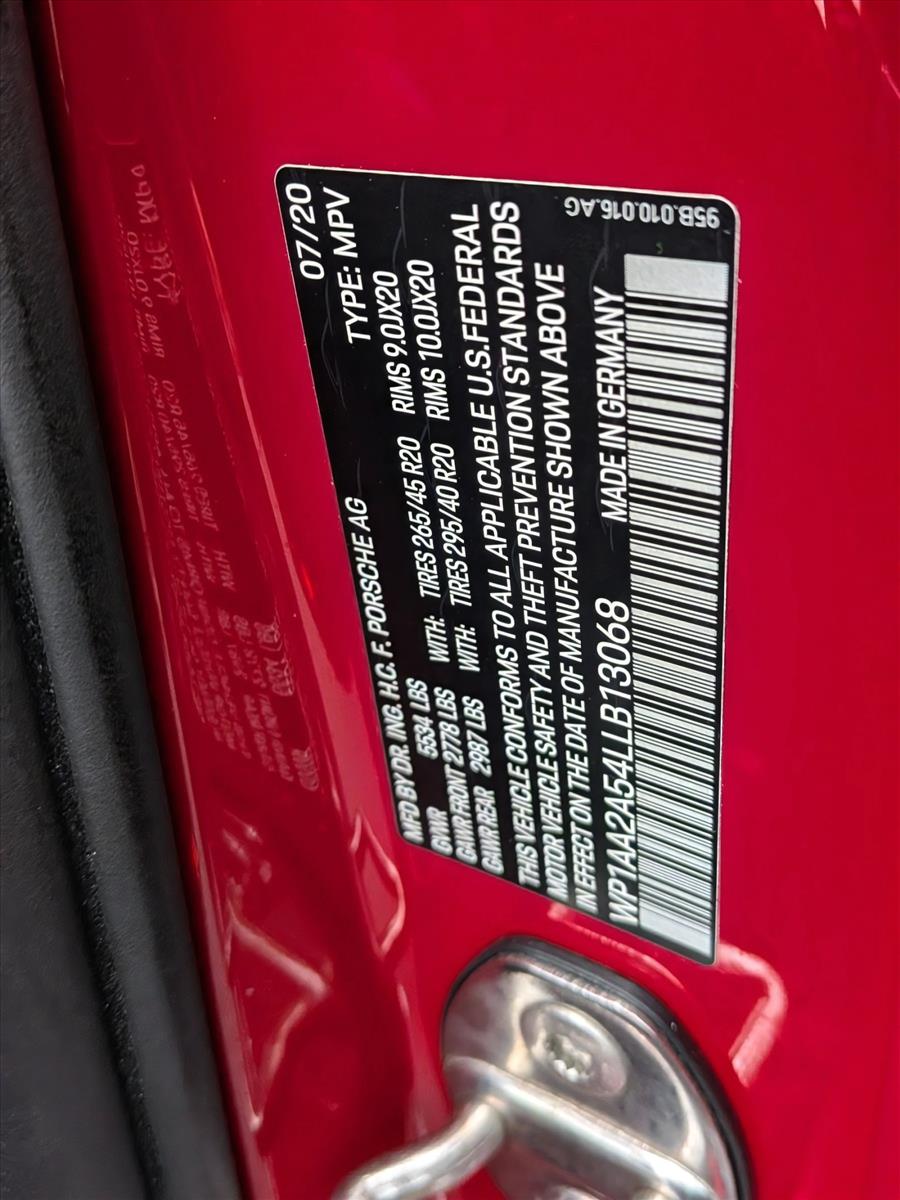 07/20
MFD BY DR. ING. H.C. F. PORSCHE AG TYPE: MPV
GVWR 5534 LBS
GAWR FRONT 2778 LBS WITH: TIRES 265/45 R20 RIMS 9.0JX20
GAWR REAR 2987 LBS WITH: TIRES 295/40 R20 RIMS 10.0JX20
THIS VEHICLE CONFORMS TO ALL APPLICABLE U.S.FEDERAL
MOTOR VEHICLE SAFETY AND THEFT PREVENTION STANDARDS
IN EFFECT ON THE DATE OF MANUFACTURE SHOWN ABOVE
WP1AA2A54LLB13068 MADE IN GERMANY
95B.010.016.AG